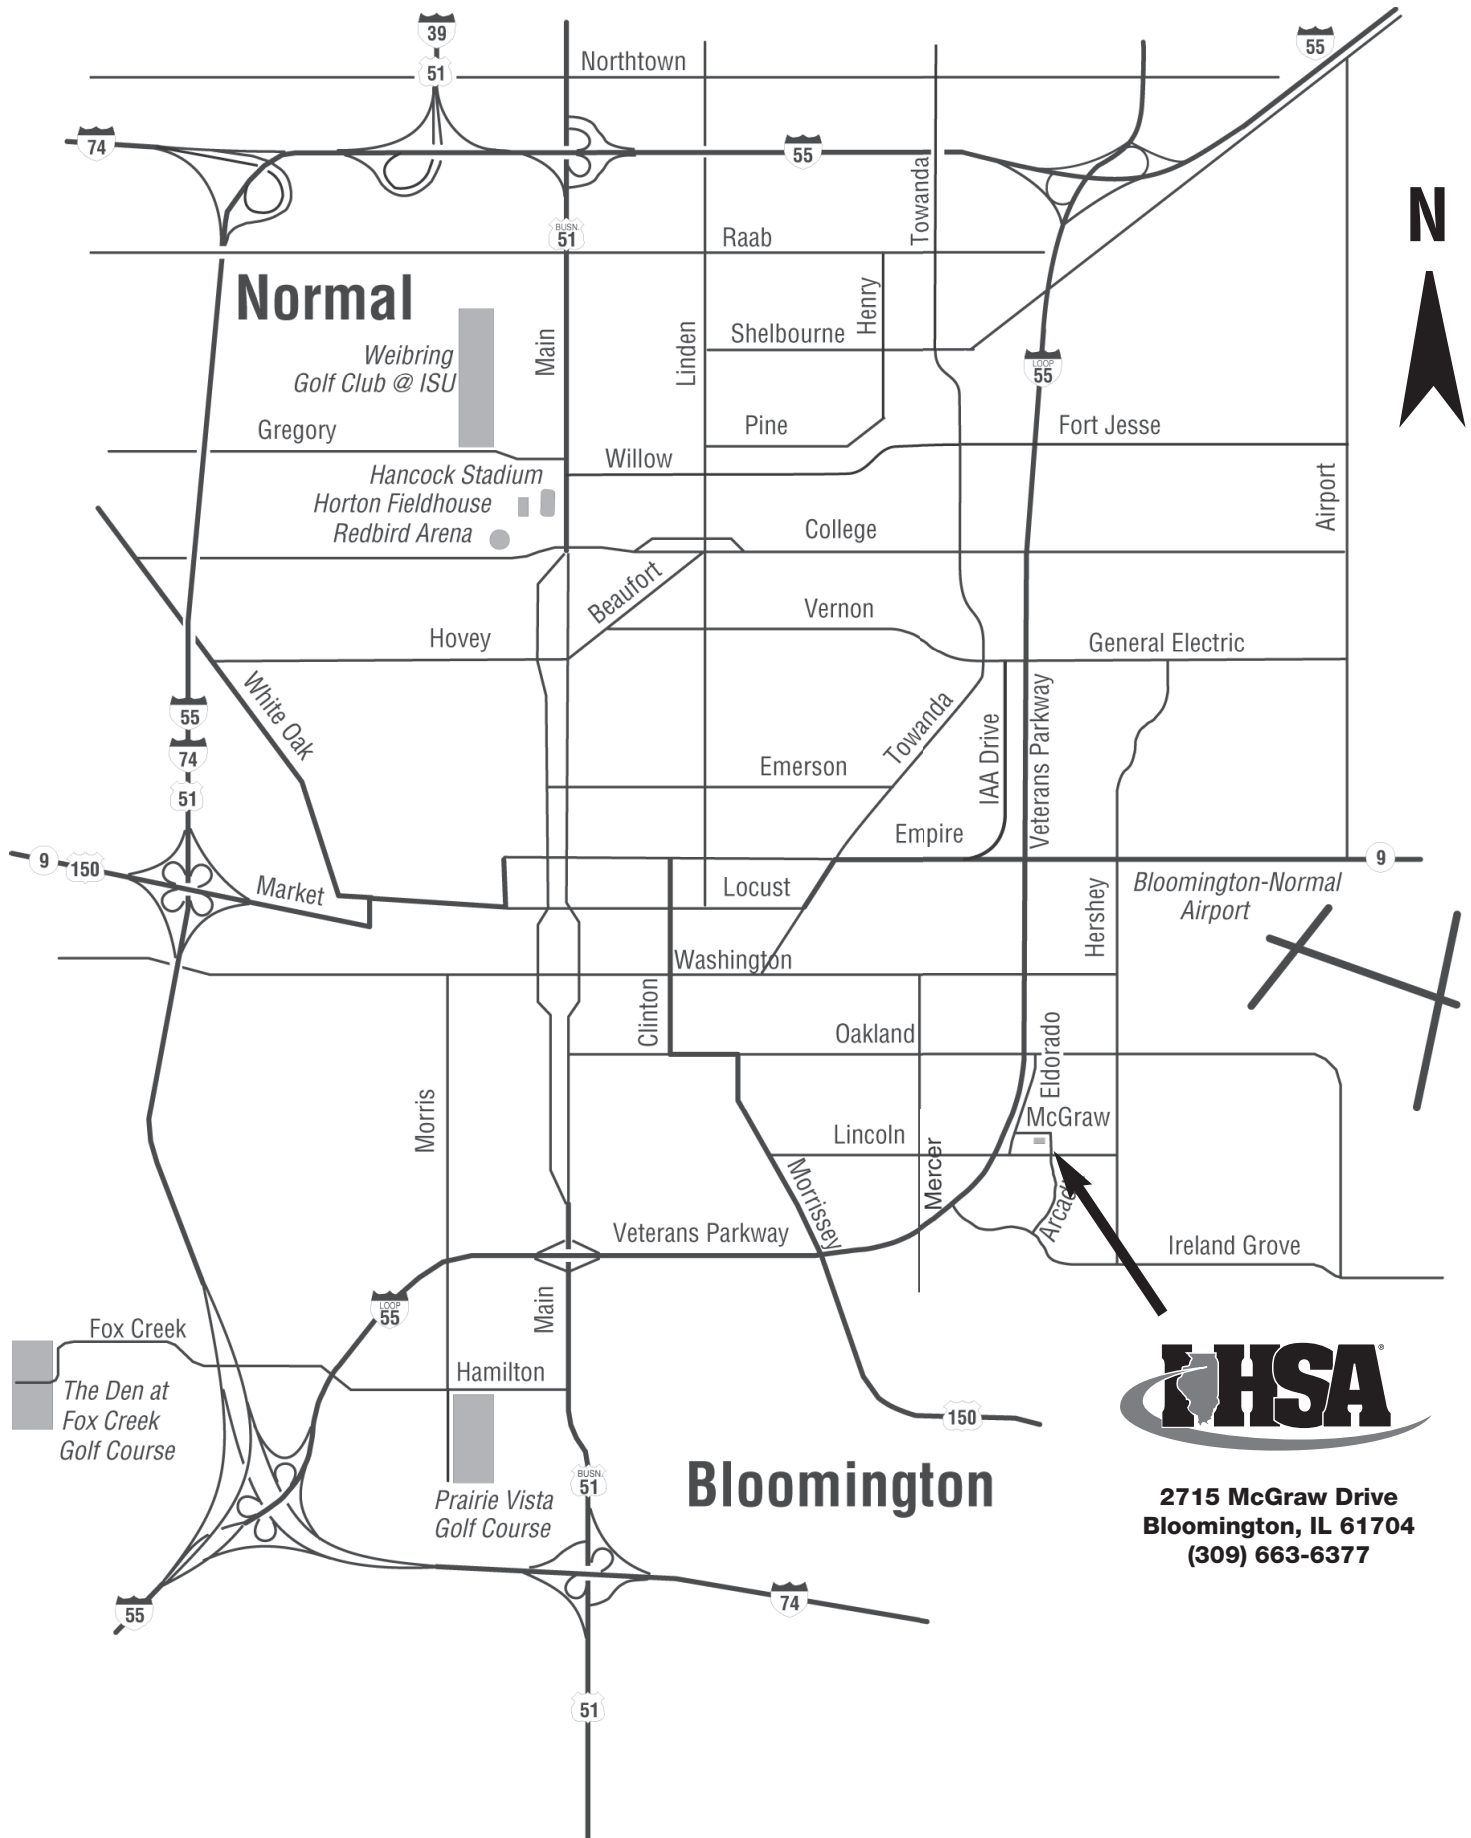 39
51
55
Northtown
74
55
Towanda
BUSN.
51
Raab
N
Normal
Henry
Weibring
Golf Club @ ISU
Main
Linden
Shelbourne
LOOP
55
Gregory
Pine
Fort Jesse
Willow
Hancock Stadium
Horton Fieldhouse
Redbird Arena
College
Airport
Beaufort
Vernon
Hovey
General Electric
White Oak
55
74
51
Towanda
IAA Drive
Veterans Parkway
Emerson
Empire
9
150
9
Market
Locust
Hershey
Bloomington-Normal
Airport
Washington
Clinton
Oakland
Eldorado
Morris
McGraw
Lincoln
Mercer
Morrissey
Arcadi
Veterans Parkway
Ireland Grove
LOOP
55
Main
Fox Creek
Hamilton
The Den at
Fox Creek
Golf Course
150
IHSA®
BUSN.
51
Bloomington
Prairie Vista
Golf Course
2715 McGraw Drive
Bloomington, IL 61704
(309) 663-6377
55
74
51